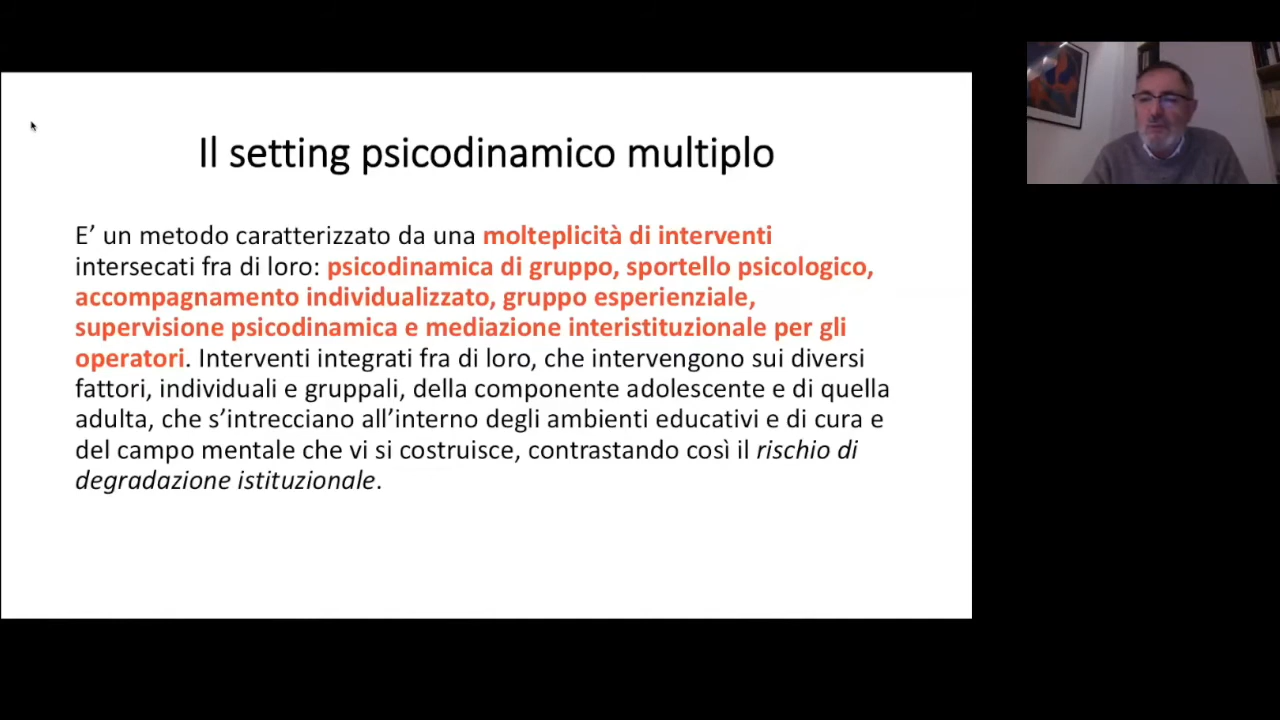 Il setting psicodinamico multiplo
E’ un metodo caratterizzato da una molteplicità di interventi
intersecati fra di loro: psicodinamica di gruppo, sportello psicologico,
accompagnamento individualizzato, gruppo esperienziale,
supervisione psicodinamica e mediazione interistituzionale per gli
operatori. Interventi integrati fra di loro, che intervengono sui diversi
fattori, individuali e gruppali, della componente adolescente e di quella
adulta, che s’intrecciano all’interno degli ambienti educativi e di cura e
del campo mentale che vi si costruisce, contrastando così il rischio di
degradazione istituzionale.